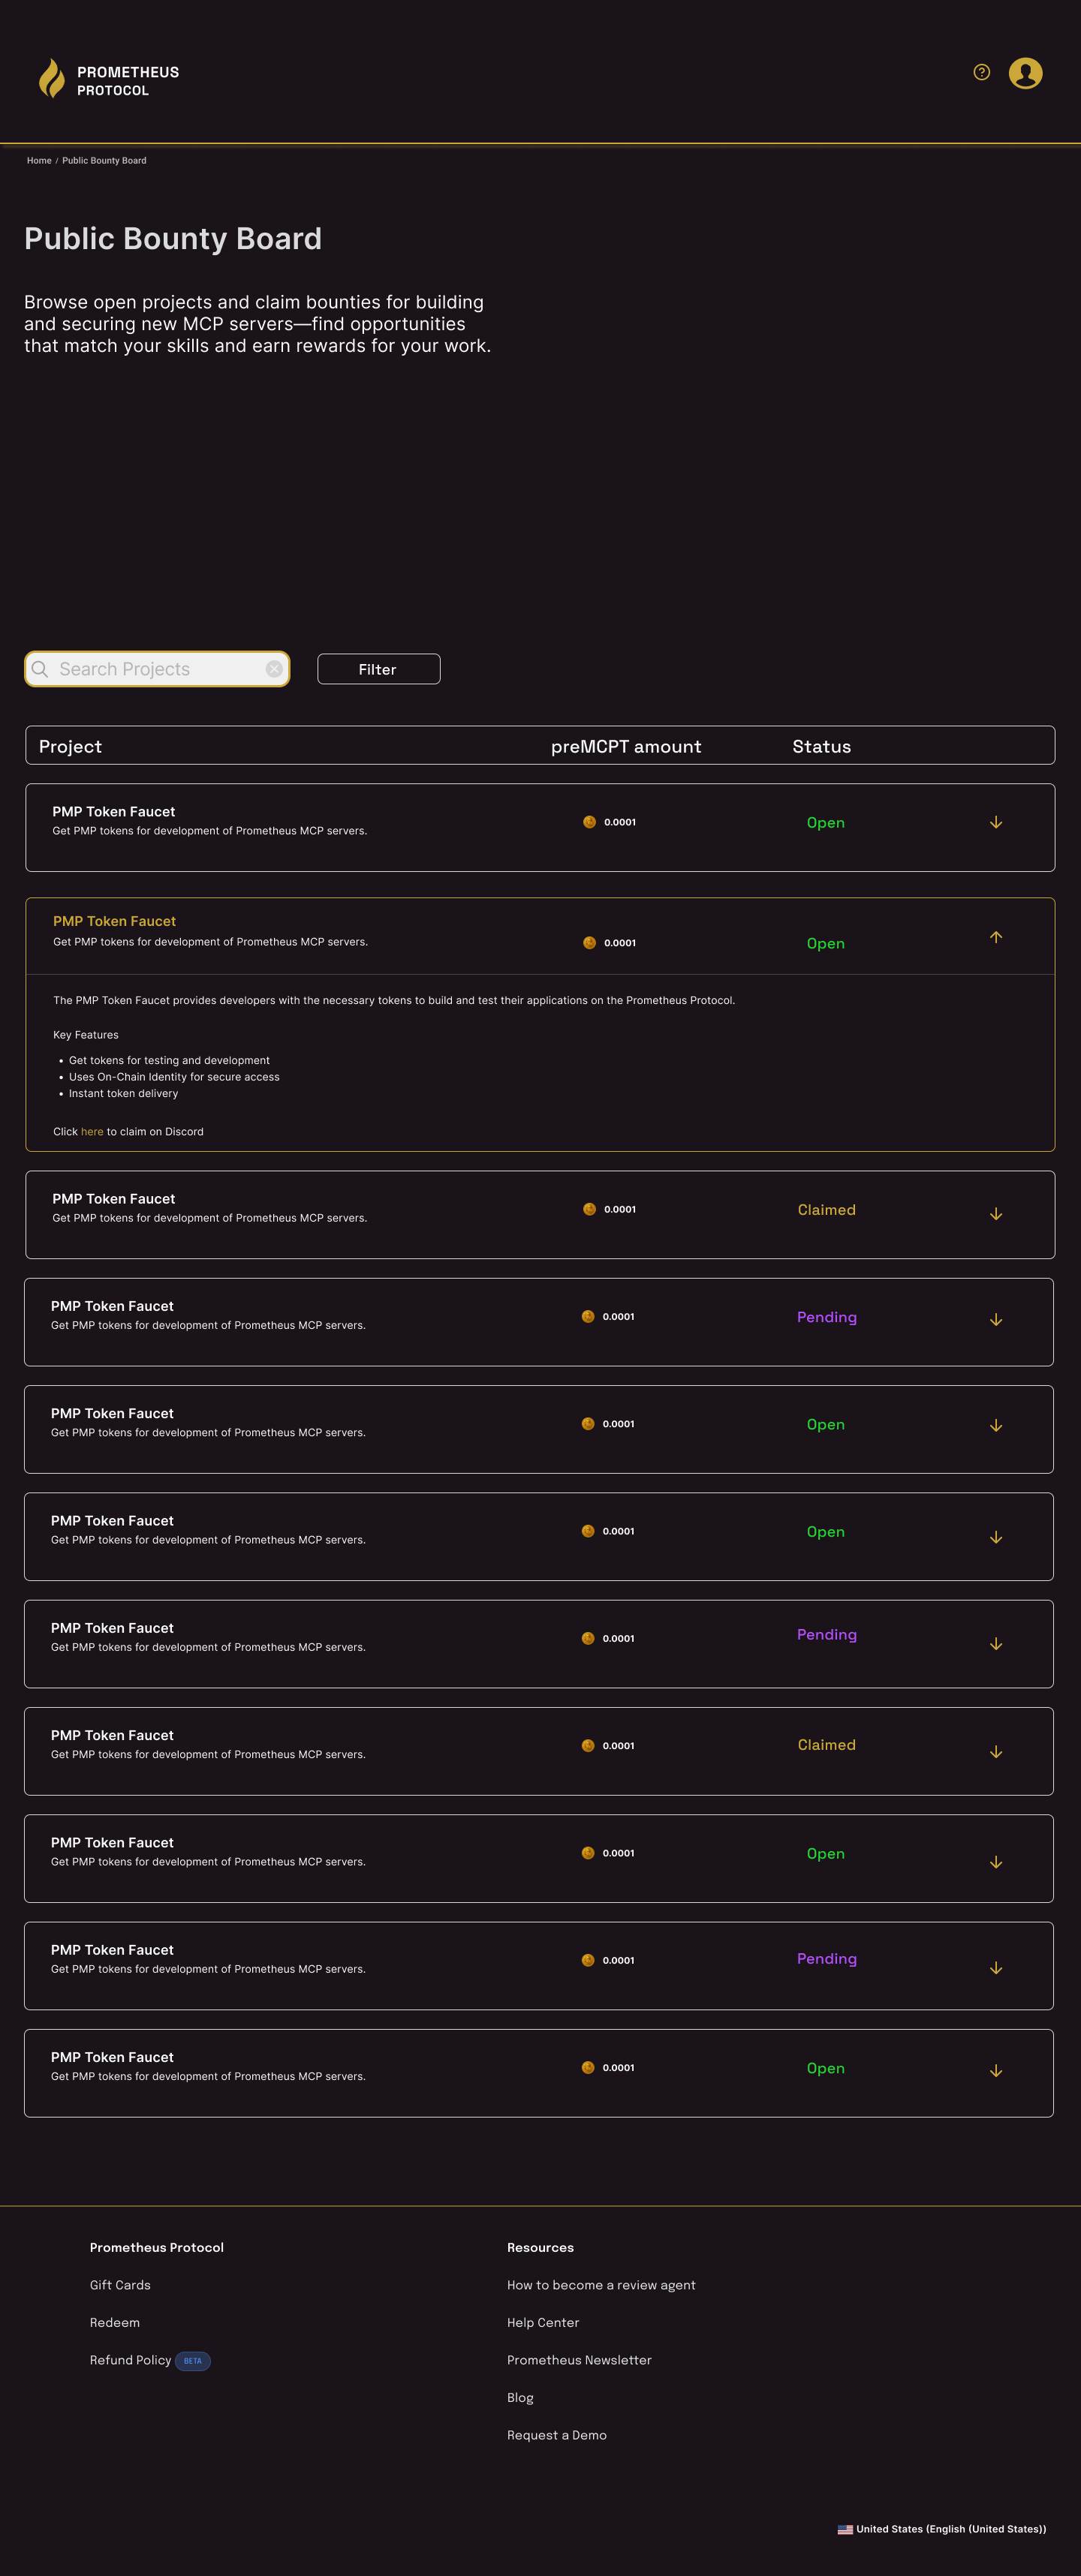 PROMETHEUS
PROTOCOL
Home / Public Bounty Board
Public Bounty Board
Browse open projects and claim bounties for building
and securing new MCP servers—find opportunities
that match your skills and earn rewards for your work.
Search Projects
Filter
Project preMCPT amount Status
PMP Token Faucet
Get PMP tokens for development of Prometheus MCP servers.
0.0001
Open
PMP Token Faucet
Get PMP tokens for development of Prometheus MCP servers.
0.0001
Open
The PMP Token Faucet provides developers with the necessary tokens to build and test their applications on the Prometheus Protocol.
Key Features
• Get tokens for testing and development
• Uses On-Chain Identity for secure access
• Instant token delivery
Click here to claim on Discord
PMP Token Faucet
Get PMP tokens for development of Prometheus MCP servers.
0.0001
Claimed
PMP Token Faucet
Get PMP tokens for development of Prometheus MCP servers.
0.0001
Pending
PMP Token Faucet
Get PMP tokens for development of Prometheus MCP servers.
0.0001
Open
PMP Token Faucet
Get PMP tokens for development of Prometheus MCP servers.
0.0001
Open
PMP Token Faucet
Get PMP tokens for development of Prometheus MCP servers.
0.0001
Pending
PMP Token Faucet
Get PMP tokens for development of Prometheus MCP servers.
0.0001
Claimed
PMP Token Faucet
Get PMP tokens for development of Prometheus MCP servers.
0.0001
Open
PMP Token Faucet
Get PMP tokens for development of Prometheus MCP servers.
0.0001
Pending
PMP Token Faucet
Get PMP tokens for development of Prometheus MCP servers.
0.0001
Open
Prometheus Protocol
Gift Cards
Redeem
Refund Policy BETA
Resources
How to become a review agent
Help Center
Prometheus Newsletter
Blog
Request a Demo
United States (English (United States))